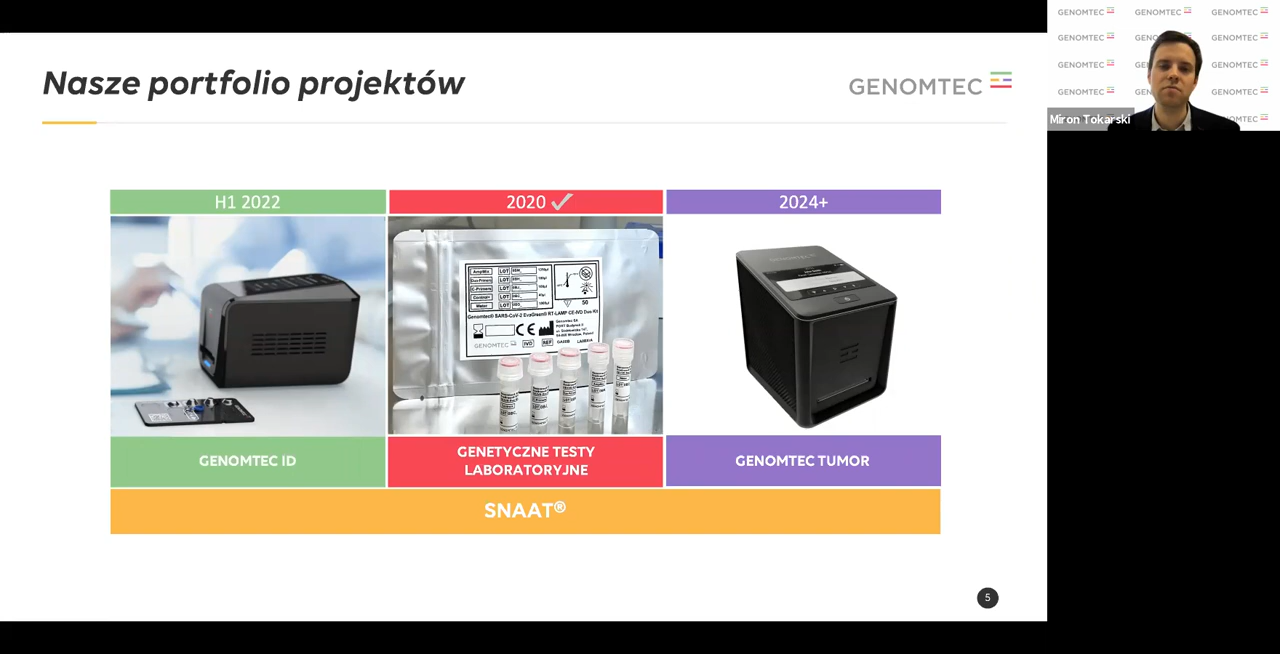 Nasze portfolio projektów
GENOMTEC
H1 2022
2020
2024+
GENOMTEC
GENOMTEC ID
GENETYCZNE TESTY
LABORATORYJNE
GENOMTEC TUMOR
SNAAT®
5
GENOMTEC GENOMTEC GENOMTEC
GENOMTEC GENOMTEC
GENOMTEC GENOMTEC
GENOMTEC GENOMTEC
Miron Tokarski